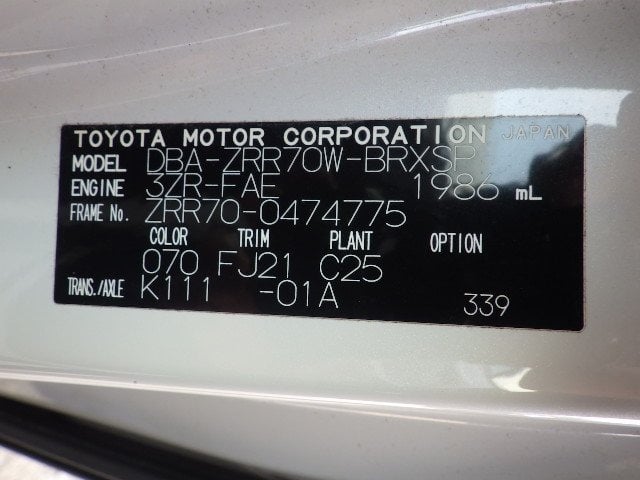 TOYOTA MOTOR CORPORATION JAPAN
MODEL DBA-ZRR70W-BRXSP
ENGINE 3ZR-FAE 1986 mL
FRAME No. ZRR70-0474775
COLOR TRIM PLANT OPTION
070 FJ21 C25
TRANS./AXLE K111 -01A 339